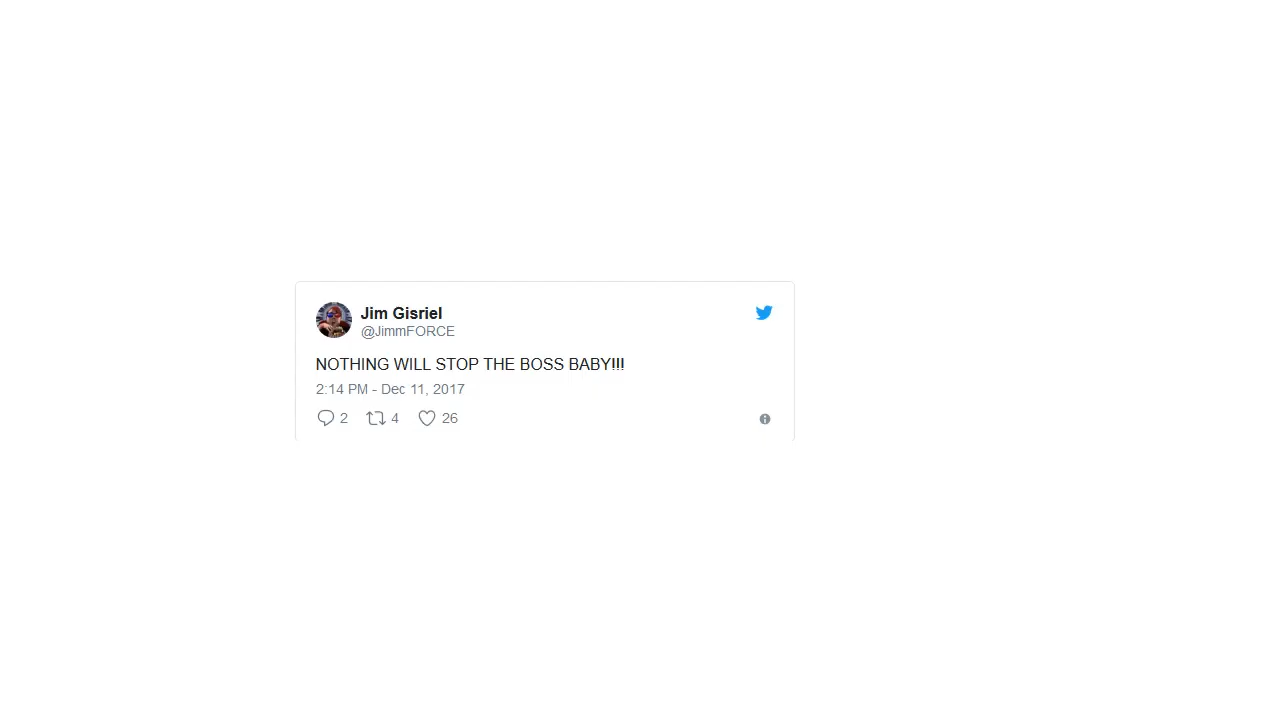 Jim Gisriel
@JimmFORCE
NOTHING WILL STOP THE BOSS BABY!!!
2:14 PM - Dec 11, 2017
2 4 26